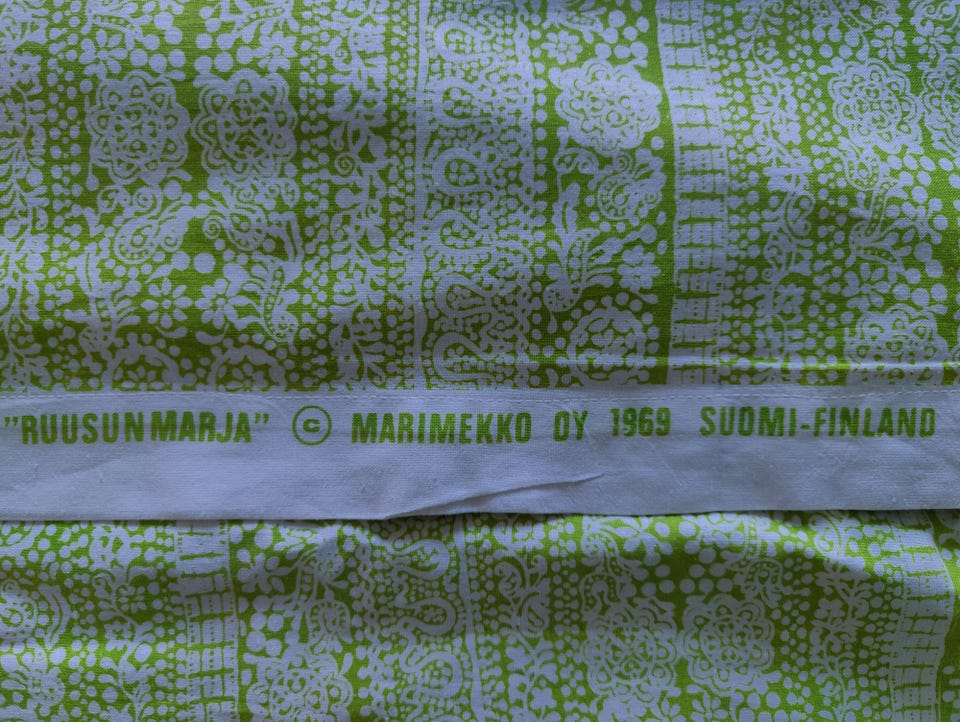 "RUUSUNMARJA" © MARIMEKKO OY 1969 SUOMI-FINLAND